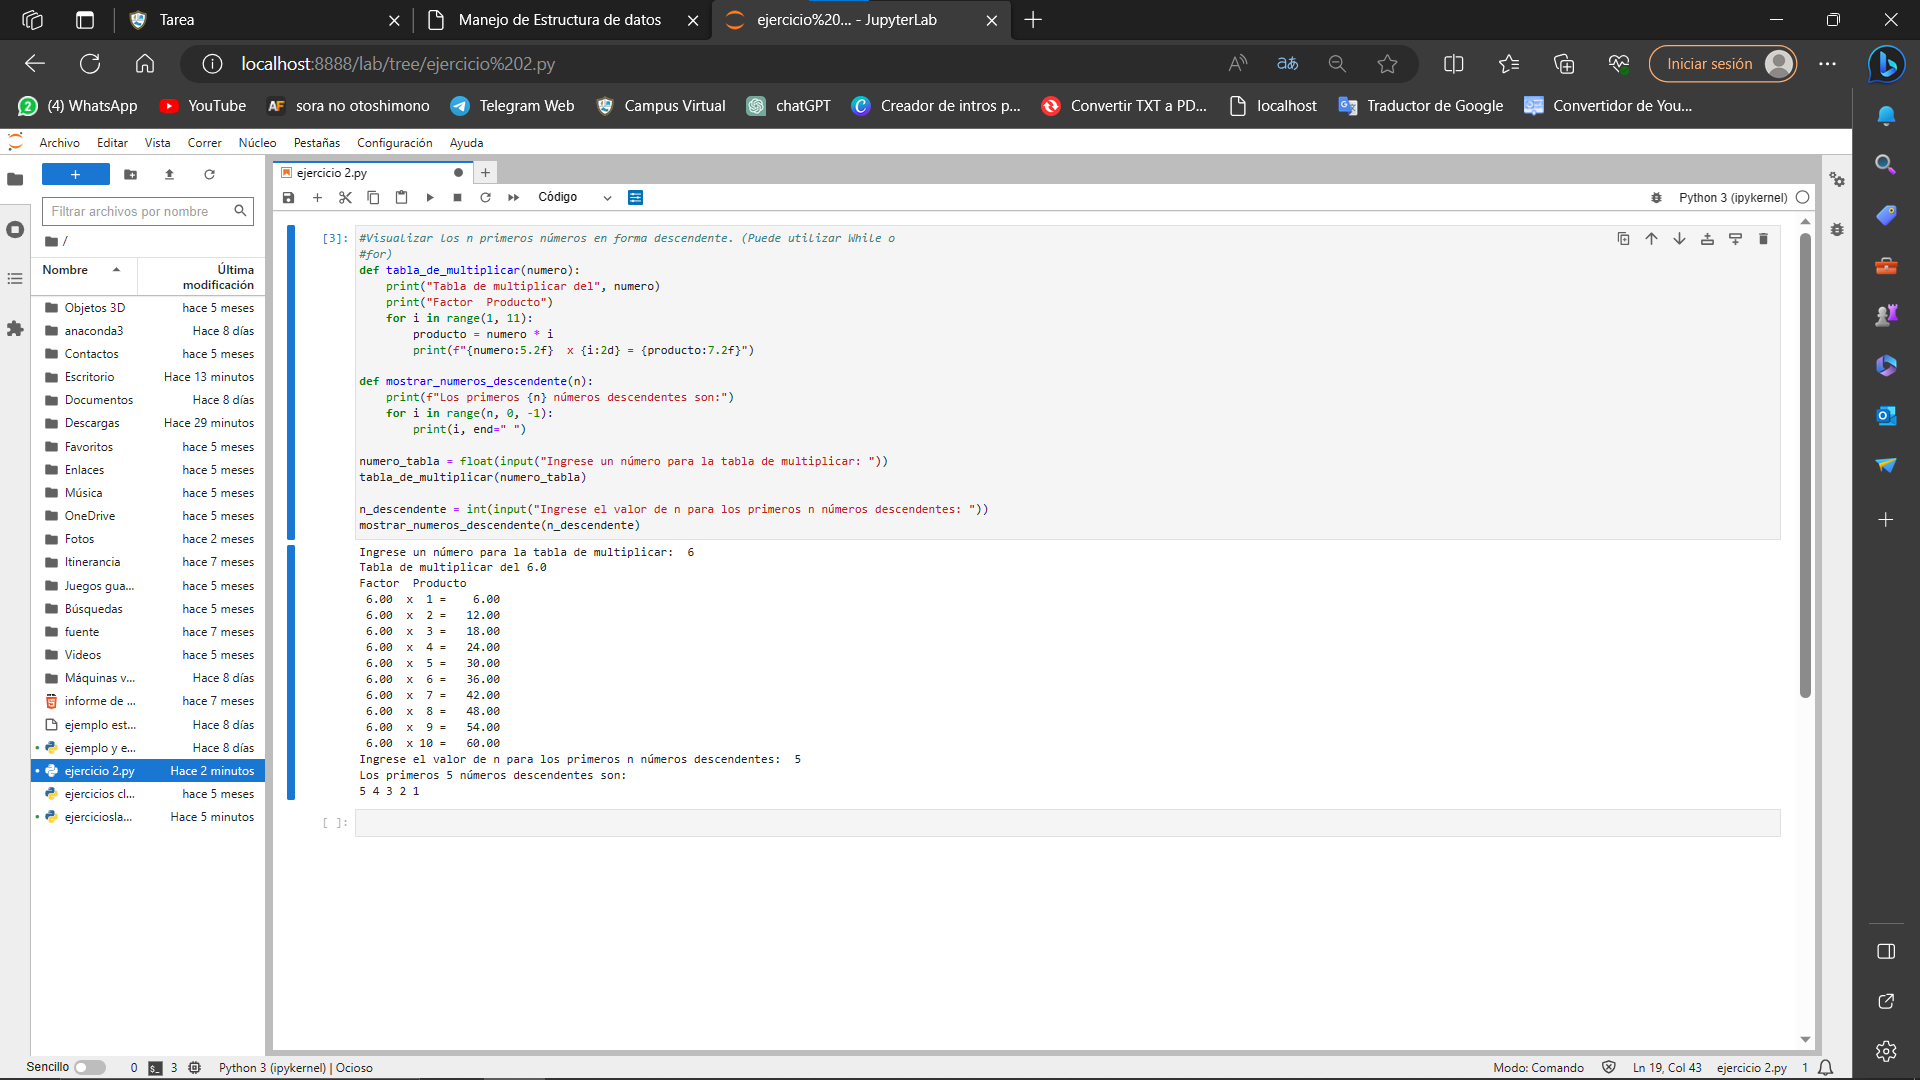 Tarea
Manejo de Estructura de datos
ejercicio%20... - JupyterLab
localhost:8888/lab/tree/ejercicio%202.py
Iniciar sesión
(4) WhatsApp
YouTube
sora no otoshimono
Telegram Web
Campus Virtual
chatGPT
Creador de intros p...
Convertir TXT a PD...
localhost
Traductor de Google
Convertidor de You...
Archivo Editar Vista Correr Núcleo Pestañas Configuración Ayuda
Filtrar archivos por nombre
/
Nombre Última modificación
Objetos 3D hace 5 meses
anaconda3 Hace 8 días
Contactos hace 5 meses
Escritorio Hace 13 minutos
Documentos Hace 8 días
Descargas Hace 29 minutos
Favoritos hace 5 meses
Enlaces hace 5 meses
Música hace 5 meses
OneDrive hace 5 meses
Fotos hace 2 meses
Itinerancia hace 7 meses
Juegos gua... hace 5 meses
Búsquedas hace 5 meses
fuente hace 7 meses
Videos hace 5 meses
Máquinas v... Hace 8 días
informe de ... hace 7 meses
ejemplo est... Hace 8 días
ejemplo y e... Hace 8 días
ejercicio 2.py Hace 2 minutos
ejercicios cl... hace 5 meses
ejerciciosla... Hace 5 minutos
ejercicio 2.py
Código
Python 3 (ipykernel)
[3]:
#Visualizar los n primeros números en forma descendente. (Puede utilizar While o
#for)
def tabla_de_multiplicar(numero):
    print("Tabla de multiplicar del", numero)
    print("Factor  Producto")
    for i in range(1, 11):
        producto = numero * i
        print(f"{numero:5.2f}  x {i:2d} = {producto:7.2f}")
def mostrar_numeros_descendente(n):
    print(f"Los primeros {n} números descendentes son:")
    for i in range(n, 0, -1):
        print(i, end=" ")
numero_tabla = float(input("Ingrese un número para la tabla de multiplicar: "))
tabla_de_multiplicar(numero_tabla)
n_descendente = int(input("Ingrese el valor de n para los primeros n números descendentes: "))
mostrar_numeros_descendente(n_descendente)
Ingrese un número para la tabla de multiplicar:  6
Tabla de multiplicar del 6.0
Factor  Producto
 6.00  x  1 =    6.00
 6.00  x  2 =   12.00
 6.00  x  3 =   18.00
 6.00  x  4 =   24.00
 6.00  x  5 =   30.00
 6.00  x  6 =   36.00
 6.00  x  7 =   42.00
 6.00  x  8 =   48.00
 6.00  x  9 =   54.00
 6.00  x 10 =   60.00
Ingrese el valor de n para los primeros n números descendentes:  5
Los primeros 5 números descendentes son:
5 4 3 2 1
[ ]:
Sencillo 0 3 Python 3 (ipykernel) | Ocioso
Modo: Comando Ln 19, Col 43 ejercicio 2.py 1